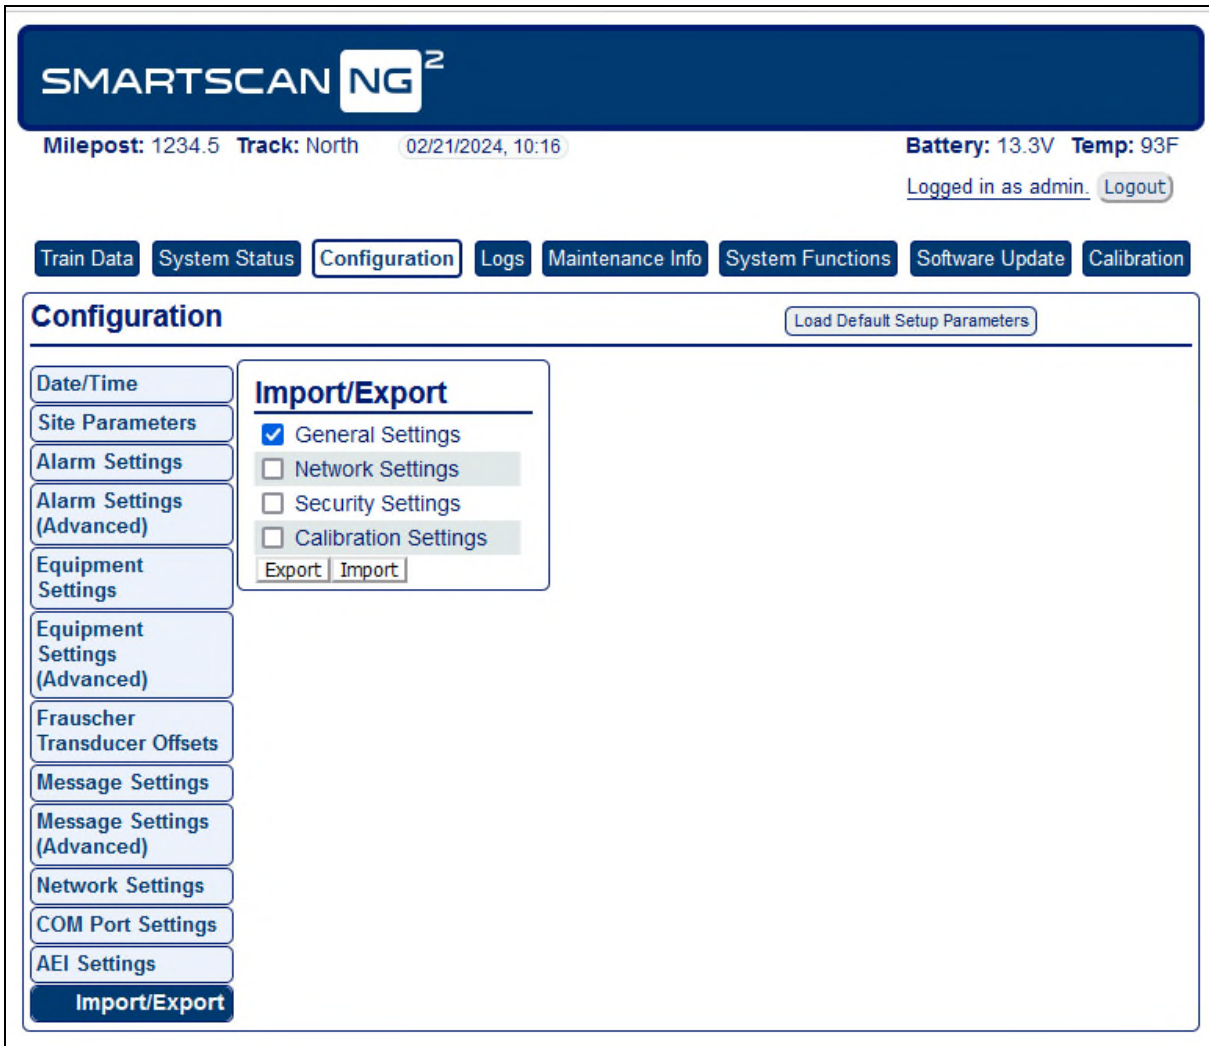 SMARTSCAN NG2
Milepost: 1234.5 Track: North 02/21/2024, 10:16 Battery: 13.3V Temp: 93F
Logged in as admin. Logout
Train Data System Status Configuration Logs Maintenance Info System Functions Software Update Calibration
Configuration Load Default Setup Parameters
Date/Time
Site Parameters
Alarm Settings
Alarm Settings
(Advanced)
Equipment
Settings
Equipment
Settings
(Advanced)
Frauscher
Transducer Offsets
Message Settings
Message Settings
(Advanced)
Network Settings
COM Port Settings
AEI Settings
Import/Export
Import/Export
General Settings
Network Settings
Security Settings
Calibration Settings
Export Import